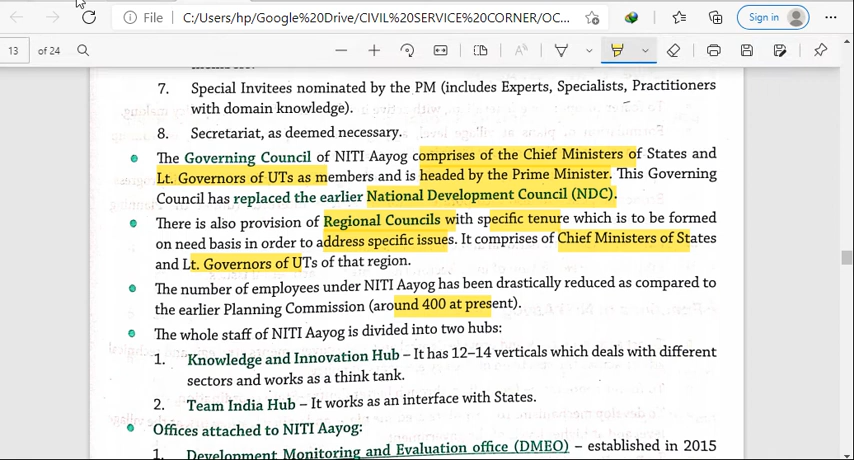 File
C:/Users/hp/Google%20Drive/CIVIL%20SERVICE%20CORNER/OC...
Sign in
13 of 24
7. Special Invitees nominated by the PM (includes Experts, Specialists, Practitioners
with domain knowledge).
8. Secretariat, as deemed necessary.
The Governing Council of NITI Aayog comprises of the Chief Ministers of States and
Lt. Governors of UTs as members and is headed by the Prime Minister. This Governing
Council has replaced the earlier National Development Council (NDC).
There is also provision of Regional Councils with specific tenure which is to be formed
on need basis in order to address specific issues. It comprises of Chief Ministers of States
and Lt. Governors of UTs of that region.
The number of employees under NITI Aayog has been drastically reduced as compared to
the earlier Planning Commission (around 400 at present).
The whole staff of NITI Aayog is divided into two hubs:
1. Knowledge and Innovation Hub – It has 12–14 verticals which deals with different
sectors and works as a think tank.
2. Team India Hub – It works as an interface with States.
Offices attached to NITI Aayog:
1. Development Monitoring and Evaluation office (DMEO) – established in 2015